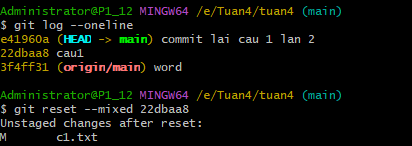 Administrator@P1_12 MINGW64 /e/Tuan4/Tuan4 (main)
$ git log --oneline
e41960a (HEAD -> main) commit lai cau 1 lan 2
22dbaa8 cau1
3f4ff31 (origin/main) word
Administrator@P1_12 MINGW64 /e/Tuan4/Tuan4 (main)
$ git reset --mixed 22dbaa8
Unstaged changes after reset:
M       c1.txt